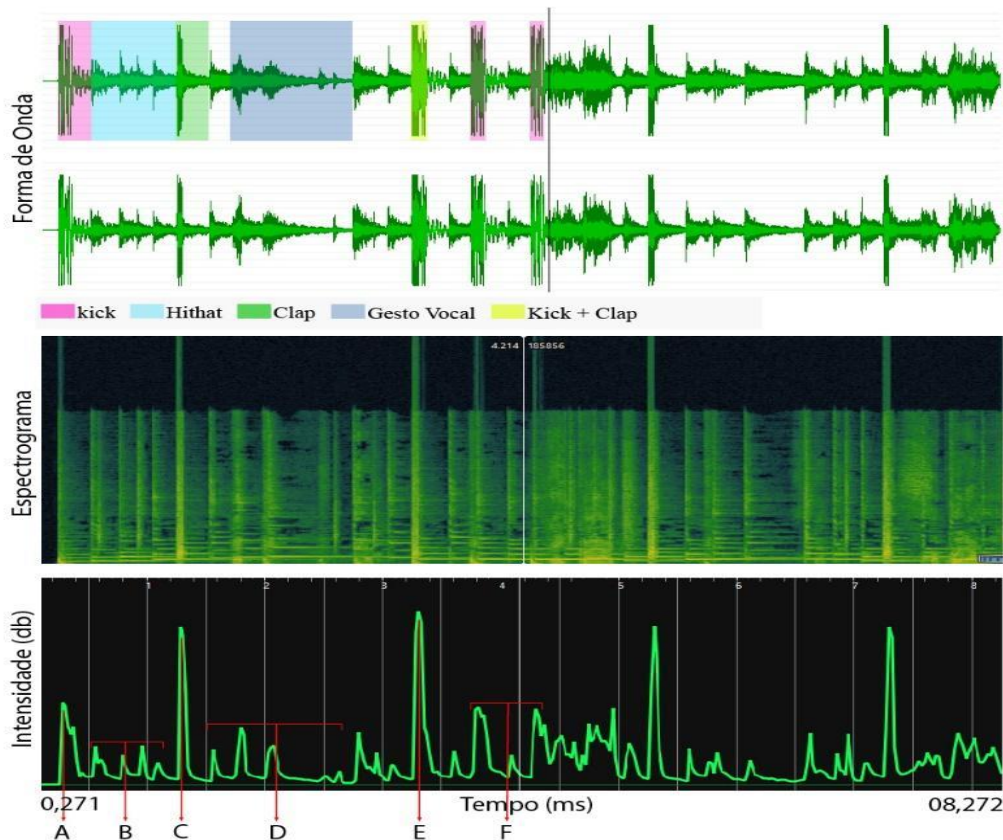 Forma de Onda
kick Hithat Clap Gesto Vocal Kick + Clap
Espectrograma
4.214 185856
Intensidade (db)
1 2 3 4 5 6 7 8
0,271 Tempo (ms) 08,272
A B C D E F